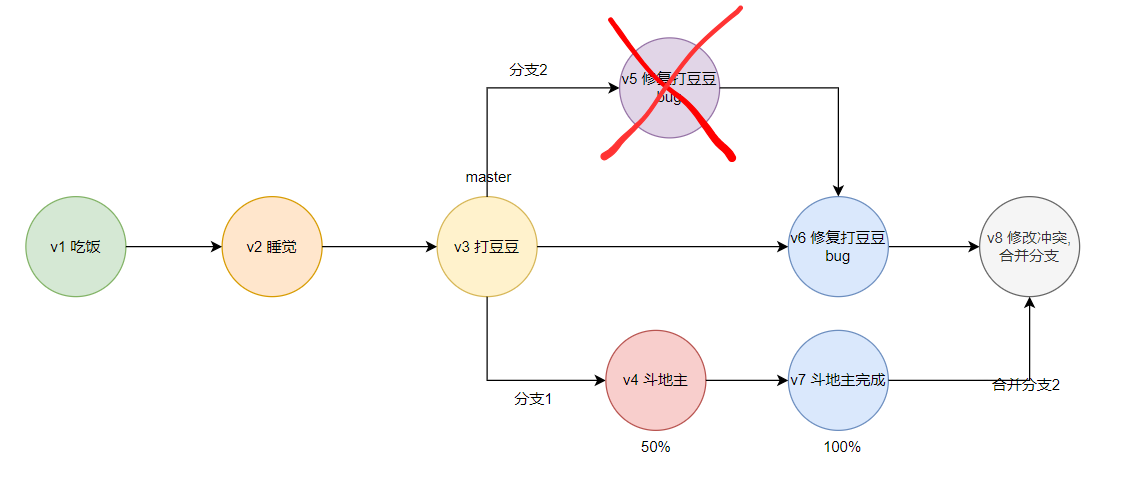 分支2
v5 修复打豆豆
bug
master
v1 吃饭
v2 睡觉
v3 打豆豆
v6 修复打豆豆
bug
v8 修改冲突,
合并分支
分支1
v4 斗地主
v7 斗地主完成
合并分支2
50%
100%